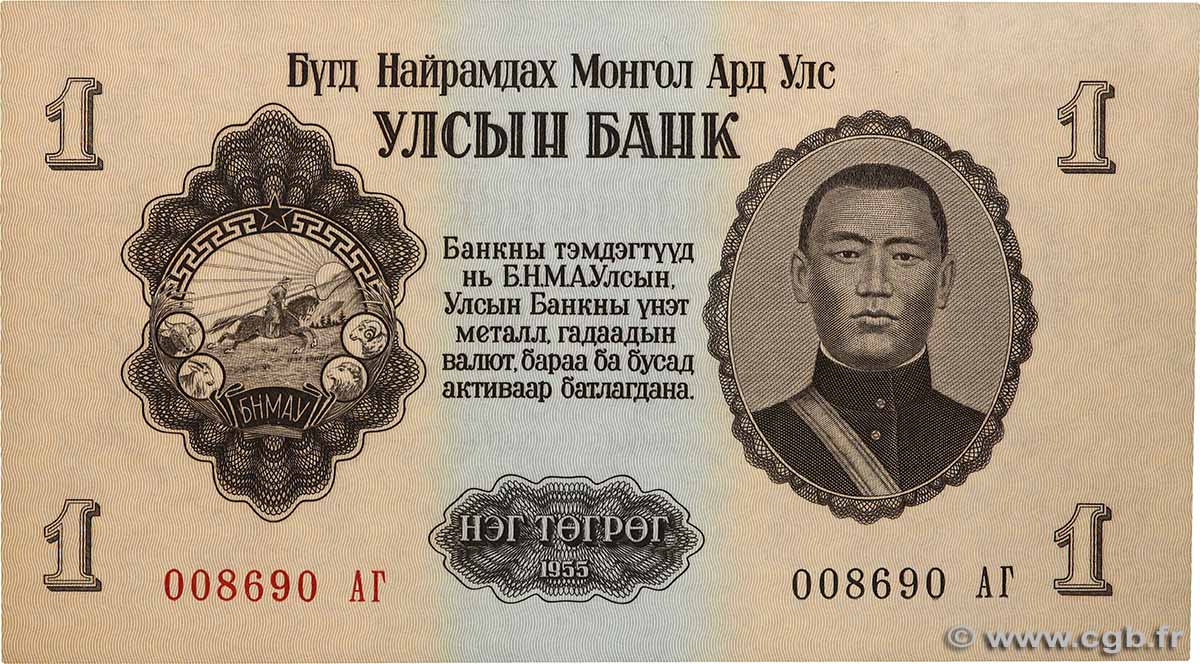 1
1
Бүгд Найрамдах Монгол Ард Улс
УЛСЫН БАНК
Банкны тэмдэгтүүд
нь Б.Н.М.А.Улсын,
Улсын Банкны үнэт
металл, гадаадын
валют, бараа ба бусад
активаар батлагдана.
БНМАУ
НЭГ ТӨГРӨГ
1955
1
1
008690 АГ
008690 АГ
© www.cgb.fr